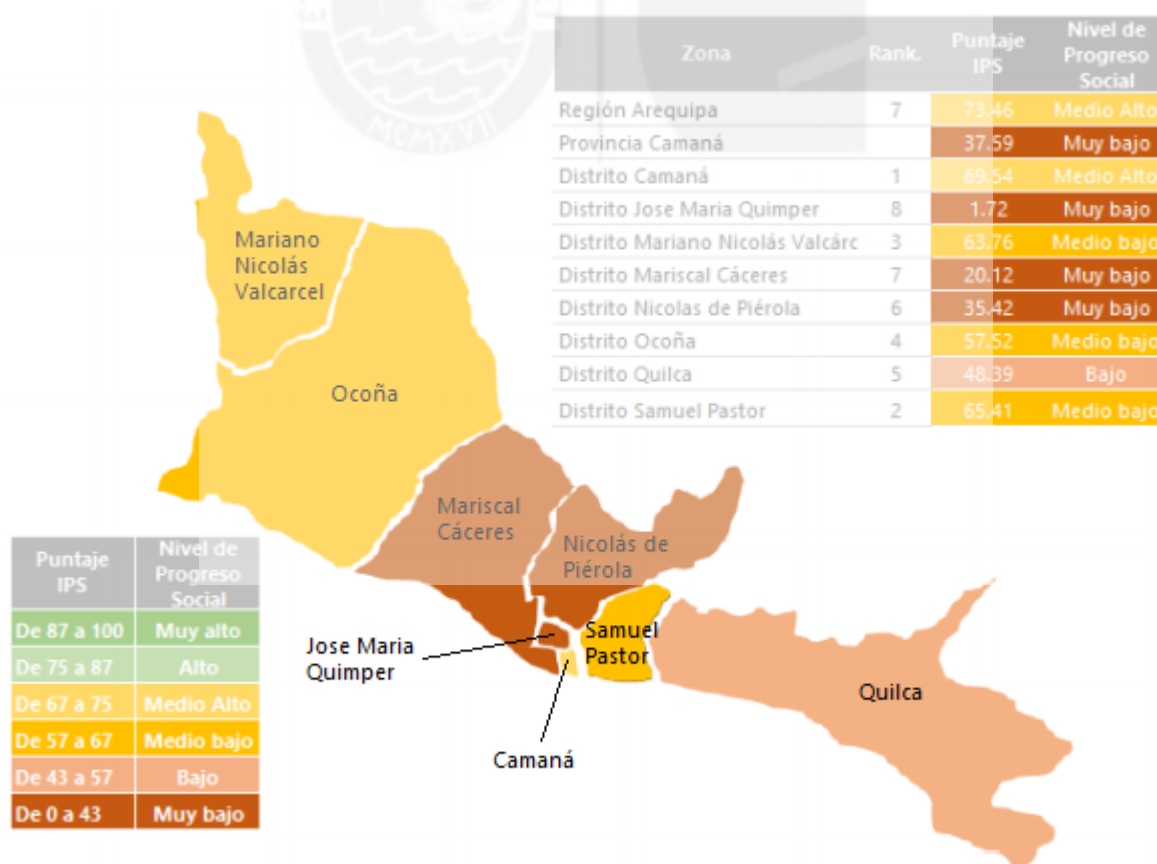 MCMXVII
Zona Rank. Puntaje IPS Nivel de Progreso Social
Región Arequipa 7 73.46 Medio Alto
Provincia Camaná 37.59 Muy bajo
Distrito Camaná 1 69.54 Medio Alto
Distrito Jose Maria Quimper 8 1.72 Muy bajo
Distrito Mariano Nicolás Valcárc 3 63.76 Medio bajo
Distrito Mariscal Cáceres 7 20.12 Muy bajo
Distrito Nicolas de Piérola 6 35.42 Muy bajo
Distrito Ocoña 4 57.52 Medio bajo
Distrito Quilca 5 48.39 Bajo
Distrito Samuel Pastor 2 65.41 Medio bajo
Mariano
Nicolás
Valcarcel
Ocoña
Mariscal
Cáceres
Nicolás de
Piérola
Jose Maria
Quimper
Samuel
Pastor
Quilca
Camaná
Puntaje IPS Nivel de Progreso Social
De 87 a 100 Muy alto
De 75 a 87 Alto
De 67 a 75 Medio Alto
De 57 a 67 Medio bajo
De 43 a 57 Bajo
De 0 a 43 Muy bajo